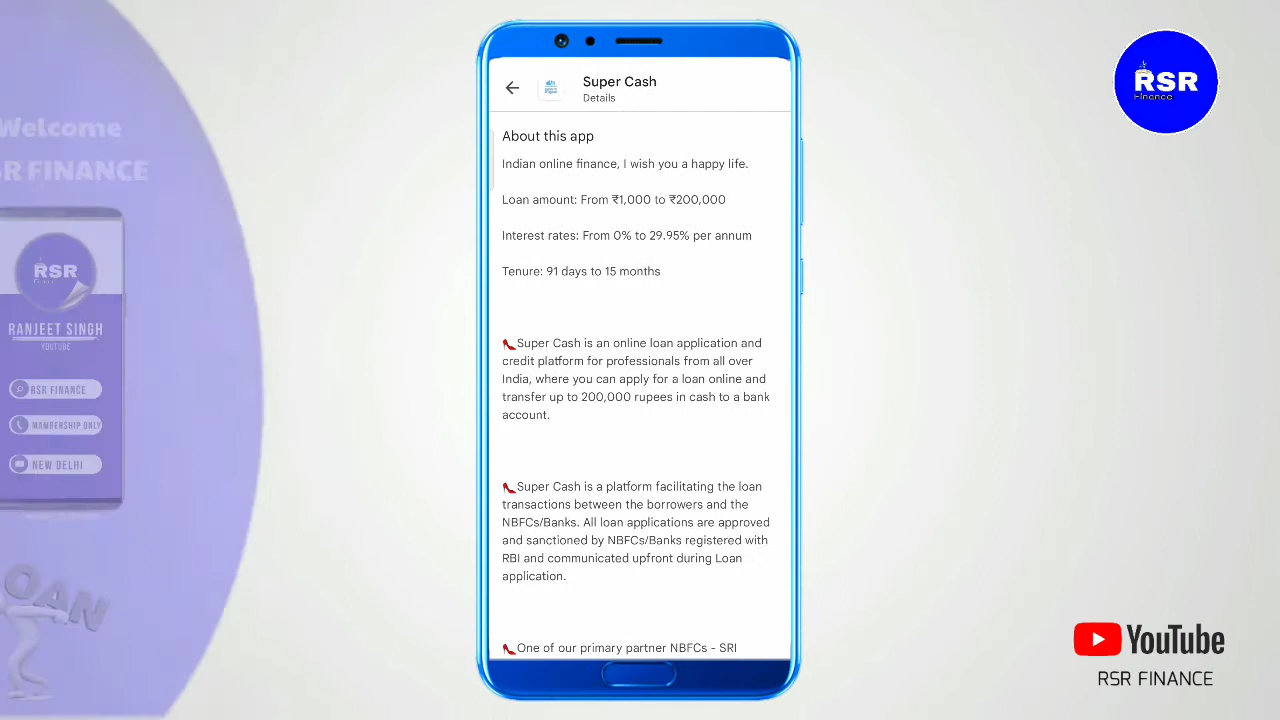 Welcome
SR FINANCE
RSR
Finance
RANJEET SINGH
YOUTUBE
RSR FINANCE
MAMBERSHIP ONLY
NEW DELHI
OAN
Super Cash
Details
About this app
Indian online finance, I wish you a happy life.
Loan amount: From ₹1,000 to ₹200,000
Interest rates: From 0% to 29.95% per annum
Tenure: 91 days to 15 months
👠Super Cash is an online loan application and
credit platform for professionals from all over
India, where you can apply for a loan online and
transfer up to 200,000 rupees in cash to a bank
account.
👠Super Cash is a platform facilitating the loan
transactions between the borrowers and the
NBFCs/Banks. All loan applications are approved
and sanctioned by NBFCs/Banks registered with
RBI and communicated upfront during Loan
application.
👠One of our primary partner NBFCs - SRI
RSR
Finance
YouTube
RSR FINANCE